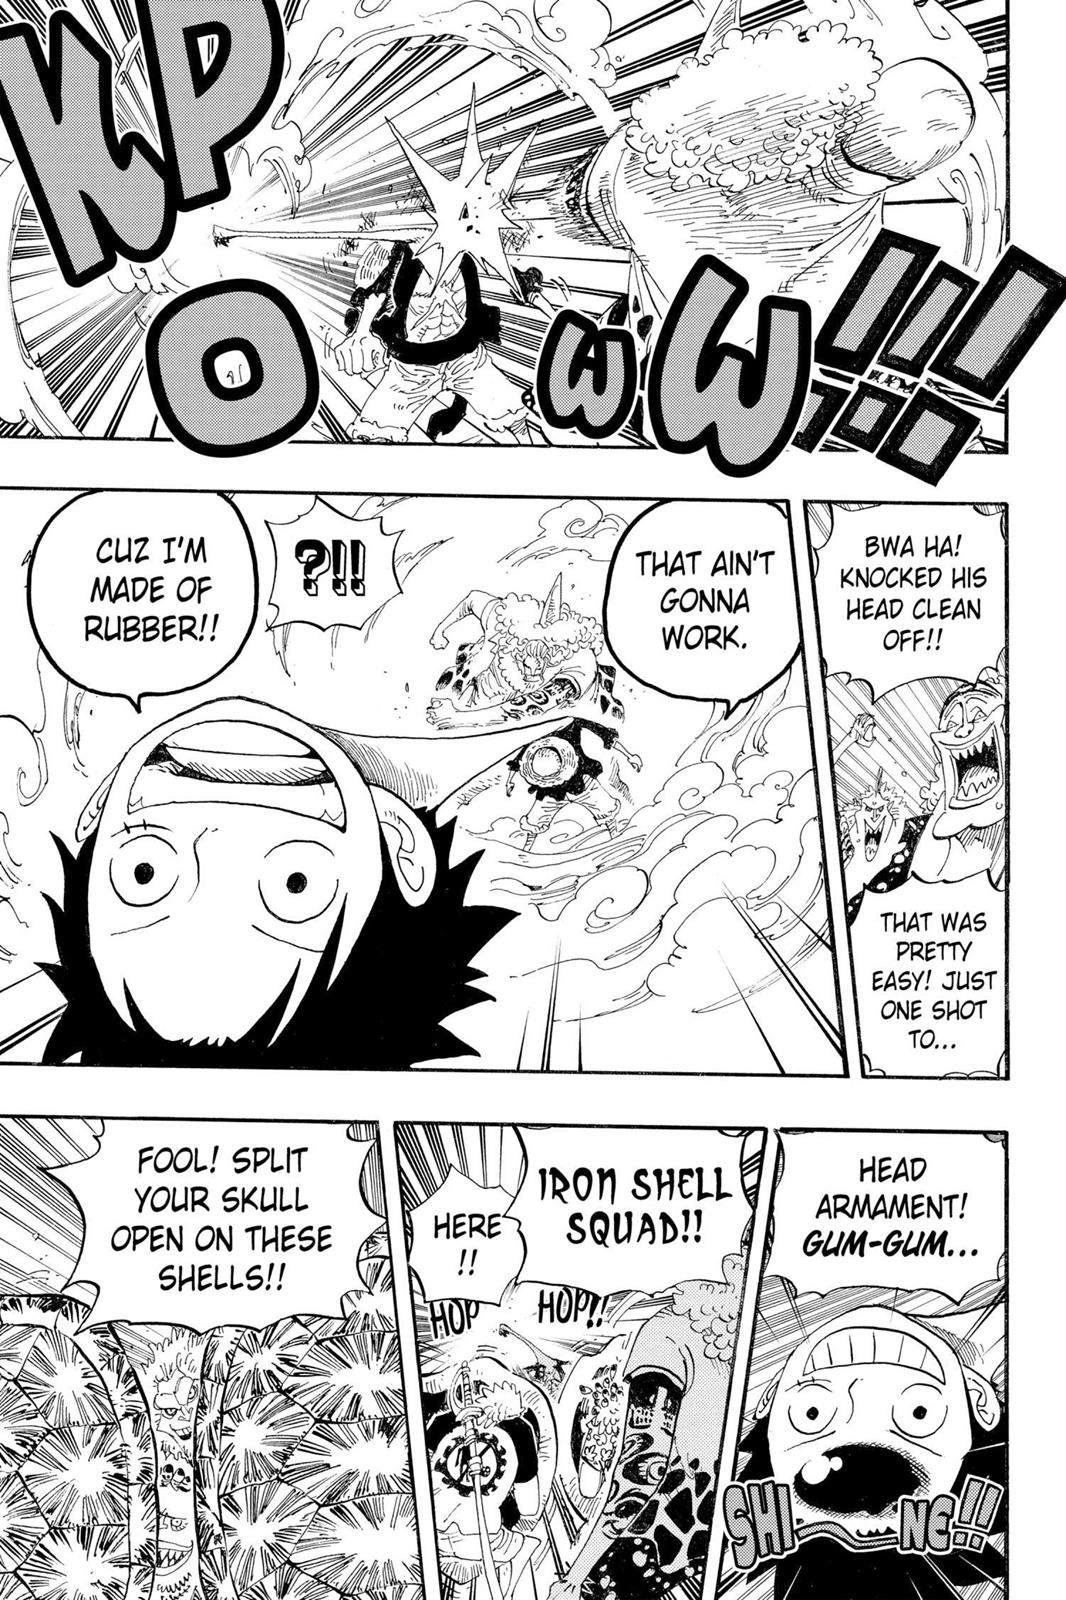 KPOWWW!!!
BWA HA!
KNOCKED HIS
HEAD CLEAN
OFF!!
THAT WAS
PRETTY
EASY! JUST
ONE SHOT
TO...
THAT AIN'T
GONNA
WORK.
?!!
CUZ I'M
MADE OF
RUBBER!!
HEAD
ARMAMENT!
GUM-GUM...
SHI
NE!!
IRON SHELL
SQUAD!!
HERE
!!
HOP
HOP!!
FOOL! SPLIT
YOUR SKULL
OPEN ON THESE
SHELLS!!